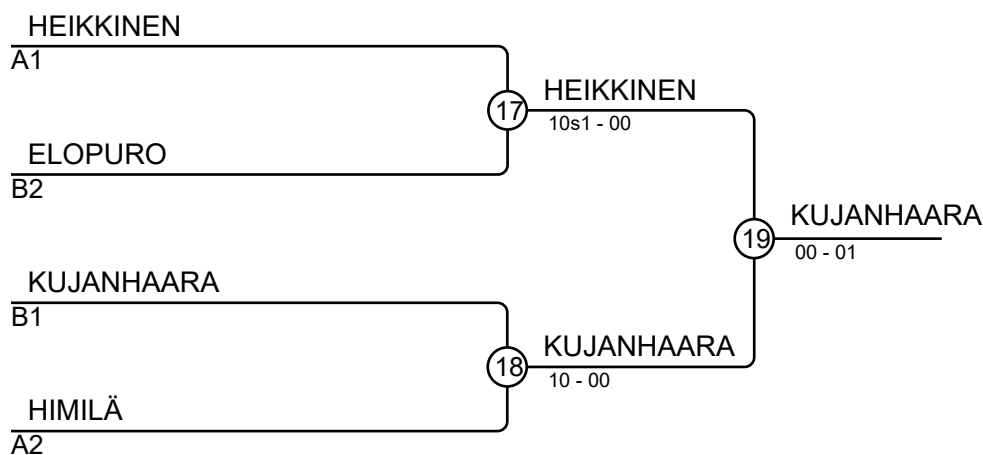 HEIKKINEN
A1
17
HEIKKINEN
10s1 - 00
ELOPURO
B2
19
KUJANHAARA
00 - 01
KUJANHAARA
B1
18
KUJANHAARA
10 - 00
HIMILÄ
A2